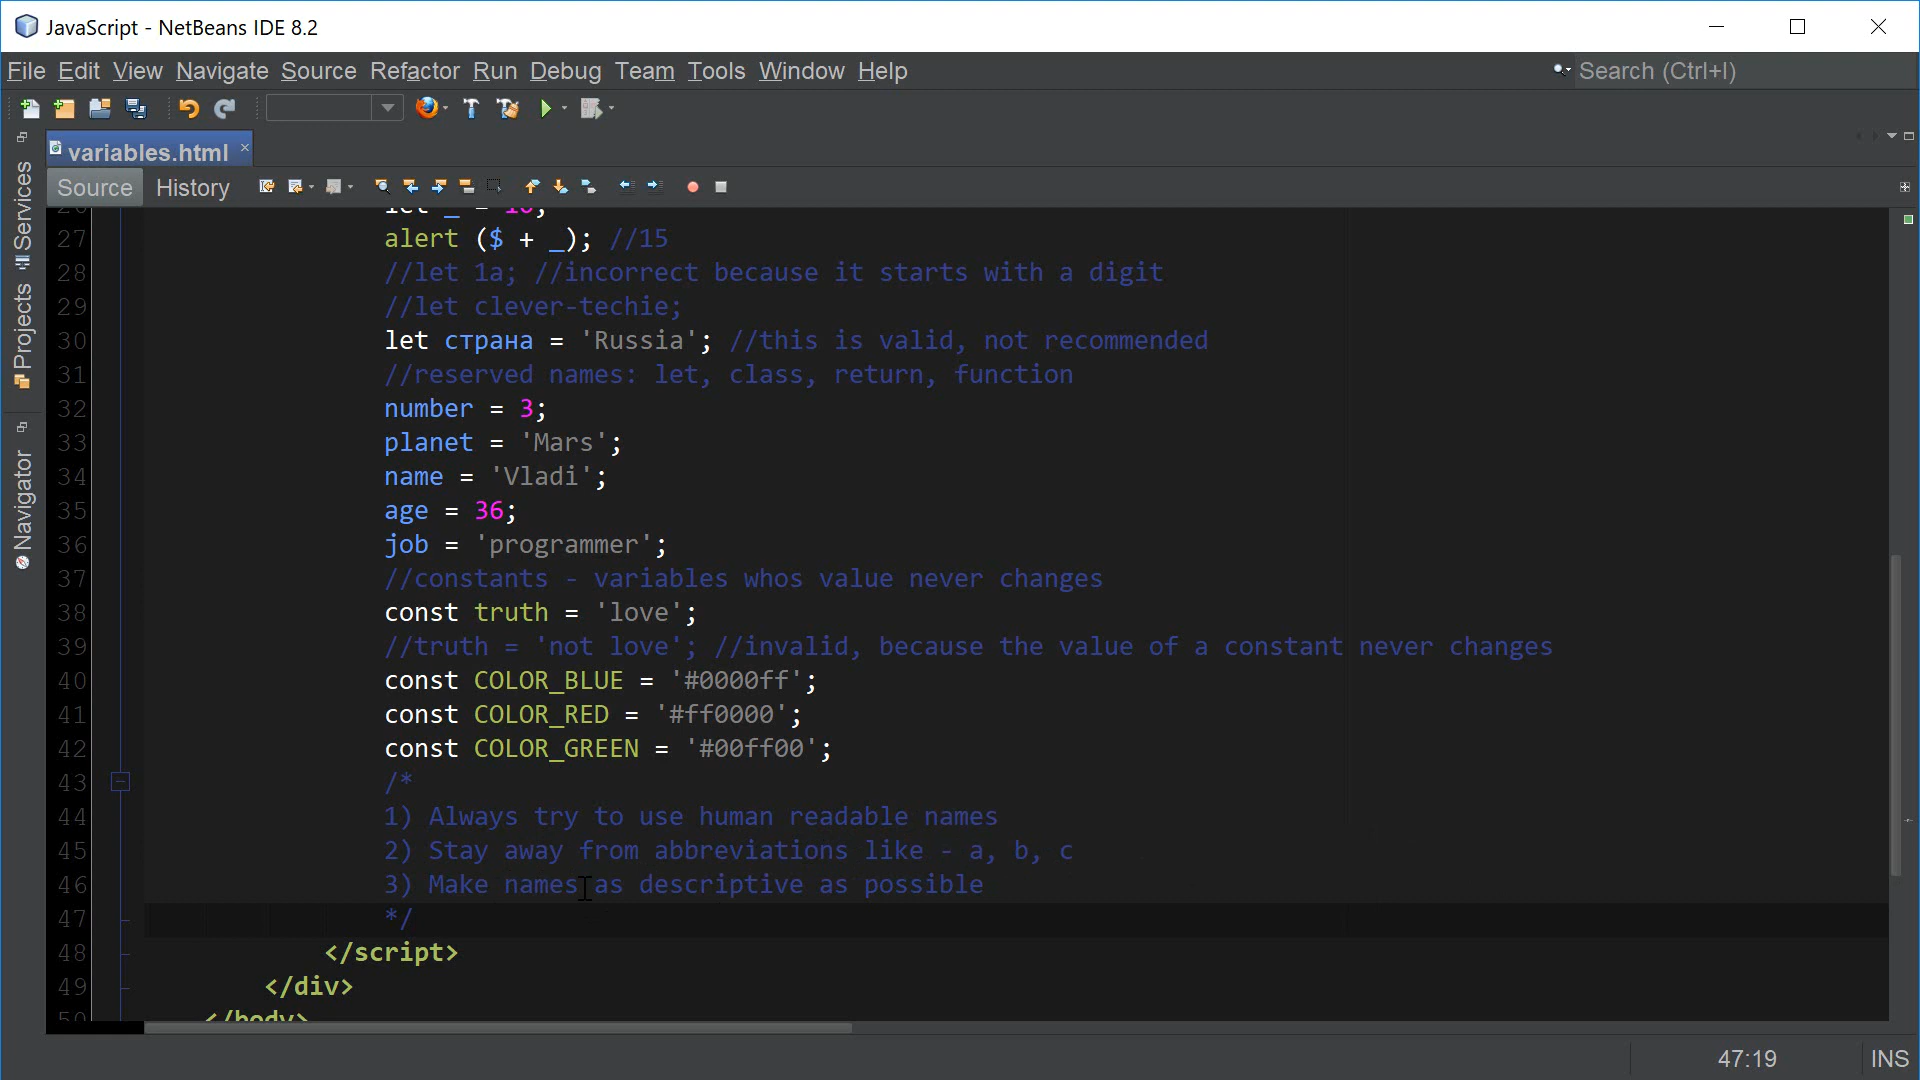 JavaScript - NetBeans IDE 8.2
File Edit View Navigate Source Refactor Run Debug Team Tools Window Help
Search (Ctrl+I)
variables.html
Source History
Services
Projects
Navigator
26 let _ = 10;
27 alert ($ + _); //15
28 //let 1a; //incorrect because it starts with a digit
29 //let clever-techie;
30 let страна = 'Russia'; //this is valid, not recommended
31 //reserved names: let, class, return, function
32 number = 3;
33 planet = 'Mars';
34 name = 'Vladi';
35 age = 36;
36 job = 'programmer';
37 //constants - variables whos value never changes
38 const truth = 'love';
39 //truth = 'not love'; //invalid, because the value of a constant never changes
40 const COLOR_BLUE = '#0000ff';
41 const COLOR_RED = '#ff0000';
42 const COLOR_GREEN = '#00ff00';
43 /*
44 1) Always try to use human readable names
45 2) Stay away from abbreviations like - a, b, c
46 3) Make names as descriptive as possible
47 */
48 </script>
49 </div>
50 </body>
47:19 INS